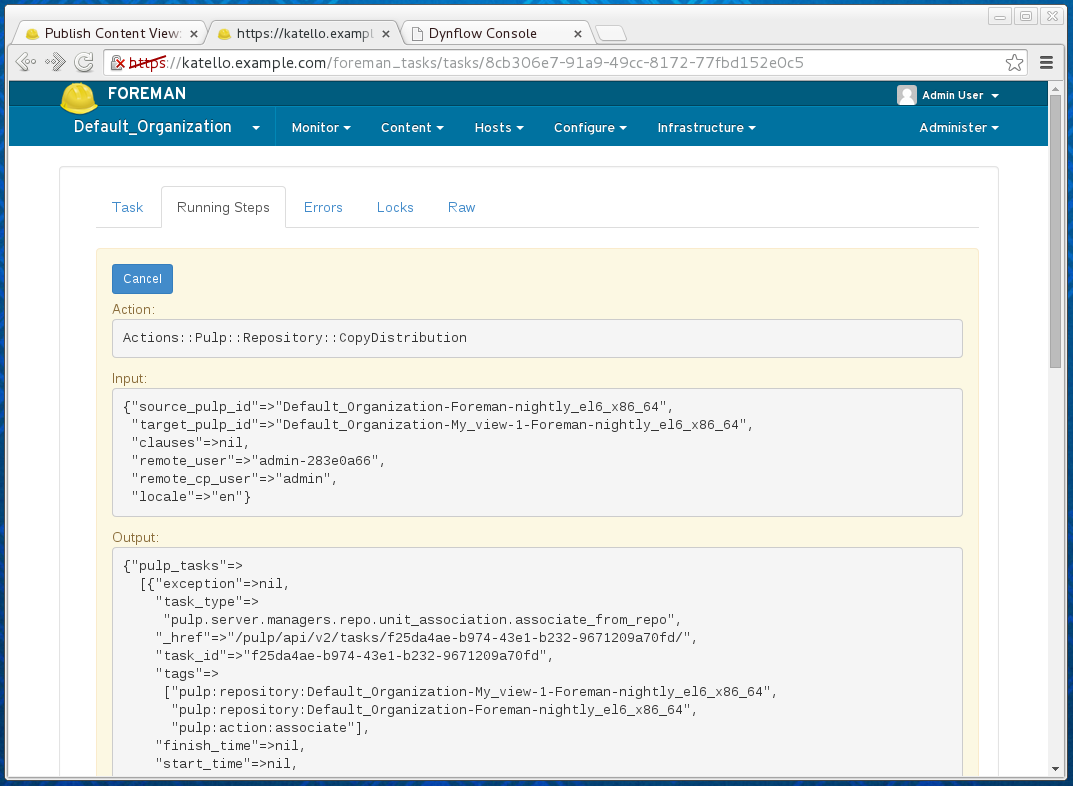 Publish Content View:
https://katello.exampl
Dynflow Console
https://katello.example.com/foreman_tasks/tasks/8cb306e7-91a9-49cc-8172-77fbd152e0c5
FOREMAN
Admin User
Default_Organization
Monitor
Content
Hosts
Configure
Infrastructure
Administer
Task
Running Steps
Errors
Locks
Raw
Cancel
Action:
Actions::Pulp::Repository::CopyDistribution
Input:
{"source_pulp_id"=>"Default_Organization-Foreman-nightly_el6_x86_64",
"target_pulp_id"=>"Default_Organization-My_view-1-Foreman-nightly_el6_x86_64",
"clauses"=>nil,
"remote_user"=>"admin-283e0a66",
"remote_cp_user"=>"admin",
"locale"=>"en"}
Output:
{"pulp_tasks"=>
[{"exception"=>nil,
"task_type"=>
"pulp.server.managers.repo.unit_association.associate_from_repo",
"_href"=>"/pulp/api/v2/tasks/f25da4ae-b974-43e1-b232-9671209a70fd/",
"task_id"=>"f25da4ae-b974-43e1-b232-9671209a70fd",
"tags"=>
["pulp:repository:Default_Organization-My_view-1-Foreman-nightly_el6_x86_64",
"pulp:repository:Default_Organization-Foreman-nightly_el6_x86_64",
"pulp:action:associate"],
"finish_time"=>nil,
"start_time"=>nil,